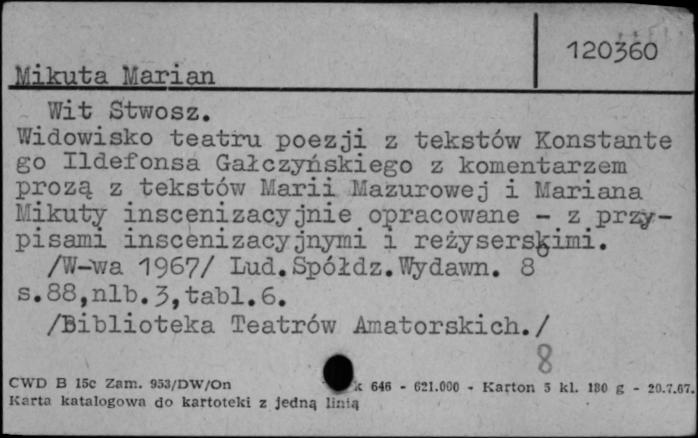 120360
Mikuta Marian
Wit Stwosz.
Widowisko teatru poezji z tekstów Konstante
go Ildefonsa Gałczyńskiego z komentarzem
prozą z tekstów Marii Mazurowej i Mariana
Mikuty inscenizacyjnie opracowane - z przy-
pisami inscenizacyjnymi i reżyserskimi.
/W-wa 1967/ Lud.Spółdz.Wydawn. 8
s.88,nlb.3,tabl.6.
/Biblioteka Teatrów Amatorskich./
8
CWD B 15c Zam. 953/DW/On k 646 - 621.000 - Karton 5 kl. 180 g - 20.7.67.
Karta katalogowa do kartoteki z jedną linią